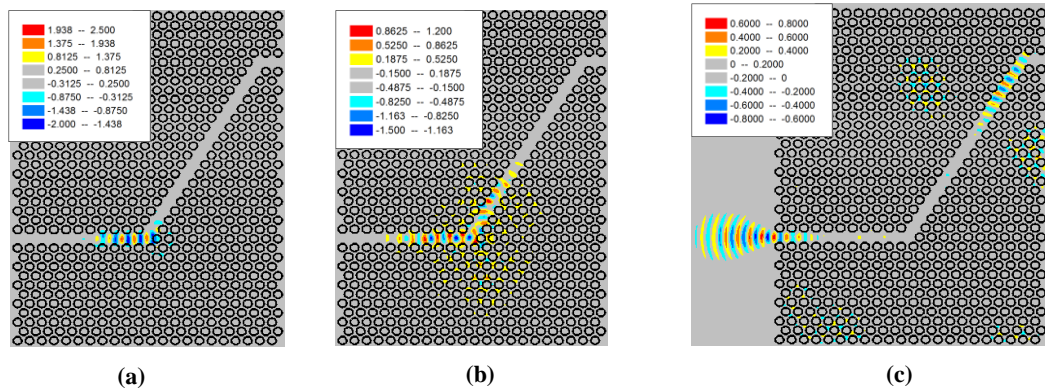 1.938 -- 2.500
1.375 -- 1.938
0.8125 -- 1.375
0.2500 -- 0.8125
-0.3125 -- 0.2500
-0.8750 -- -0.3125
-1.438 -- -0.8750
-2.000 -- -1.438
0.8625 -- 1.200
0.5250 -- 0.8625
0.1875 -- 0.5250
-0.1500 -- 0.1875
-0.4875 -- -0.1500
-0.8250 -- -0.4875
-1.163 -- -0.8250
-1.500 -- -1.163
0.6000 -- 0.8000
0.4000 -- 0.6000
0.2000 -- 0.4000
0 -- 0.2000
-0.2000 -- 0
-0.4000 -- -0.2000
-0.6000 -- -0.4000
-0.8000 -- -0.6000
(a)
(b)
(c)